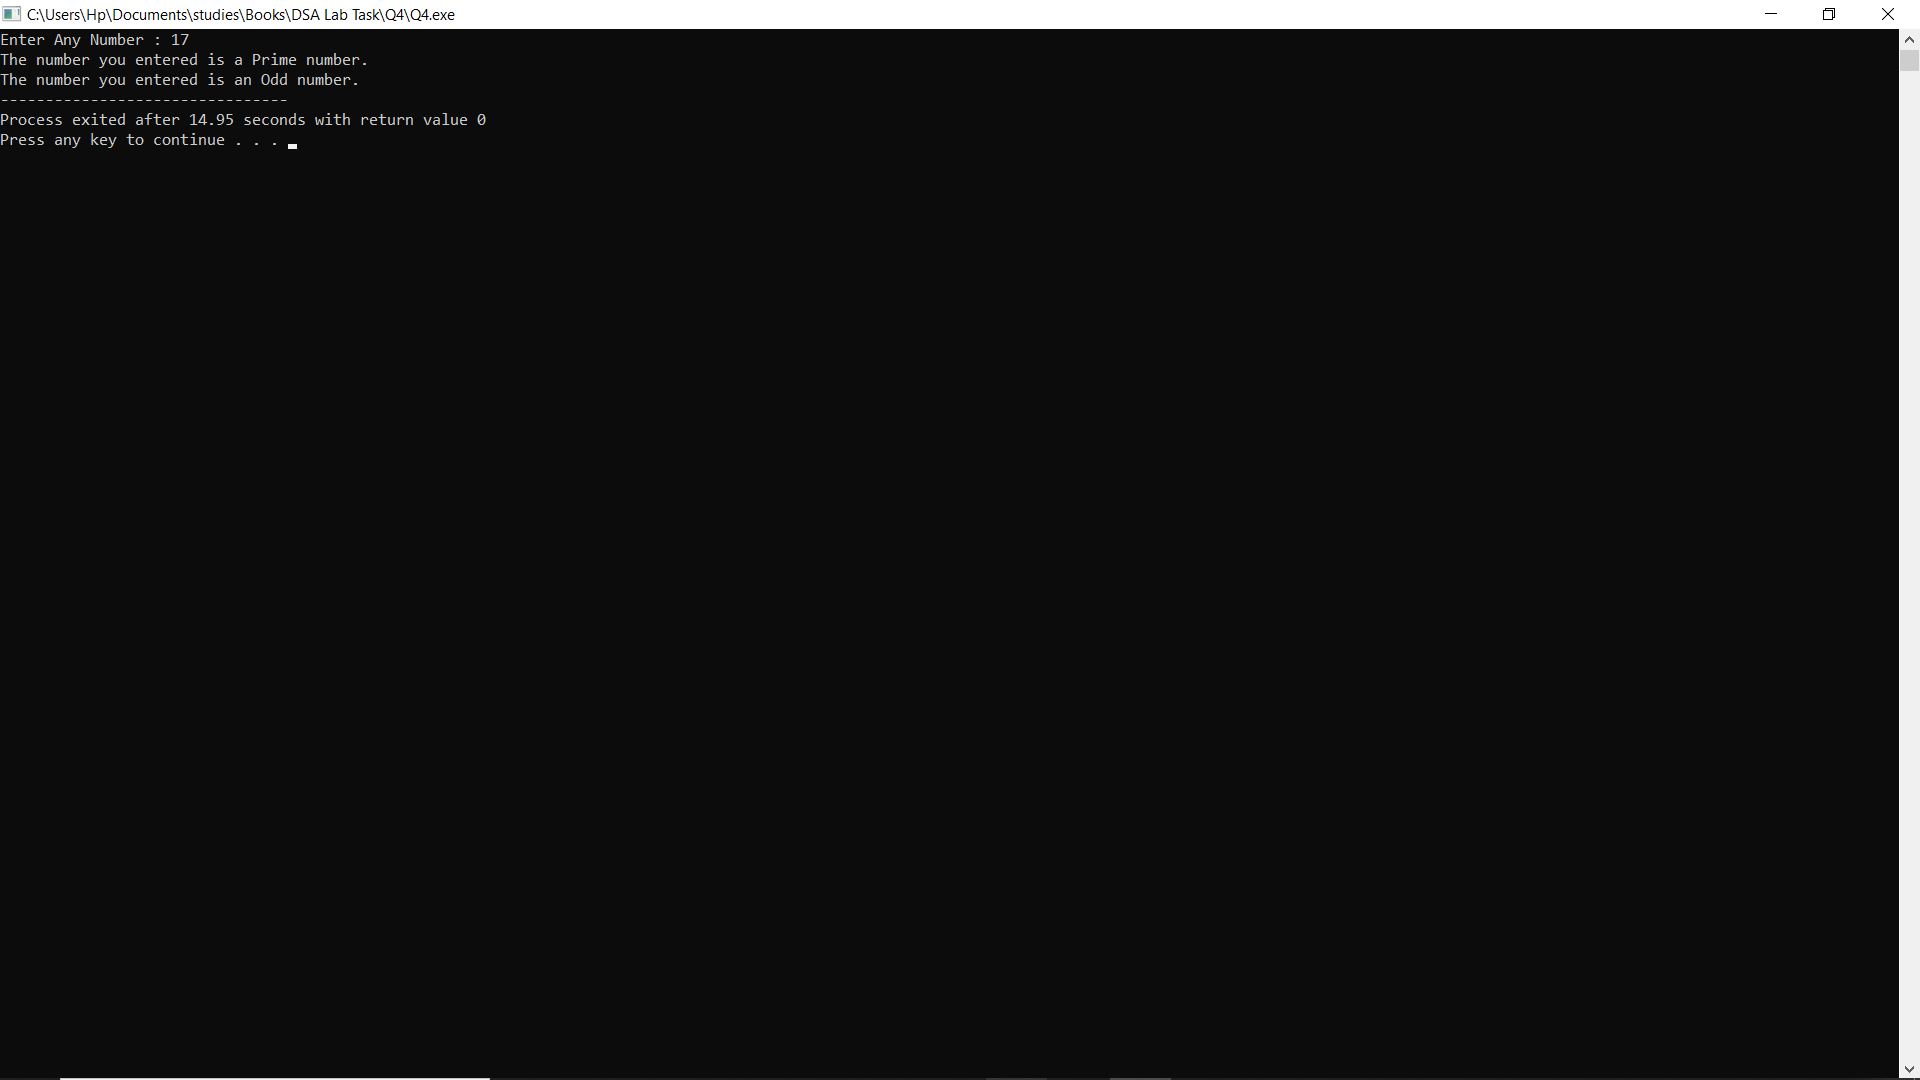 C:\Users\Hp\Documents\studies\Books\DSA Lab Task\Q4\Q4.exe
Enter Any Number : 17
The number you entered is a Prime number.
The number you entered is an Odd number.
--------------------------------
Process exited after 14.95 seconds with return value 0
Press any key to continue . . .